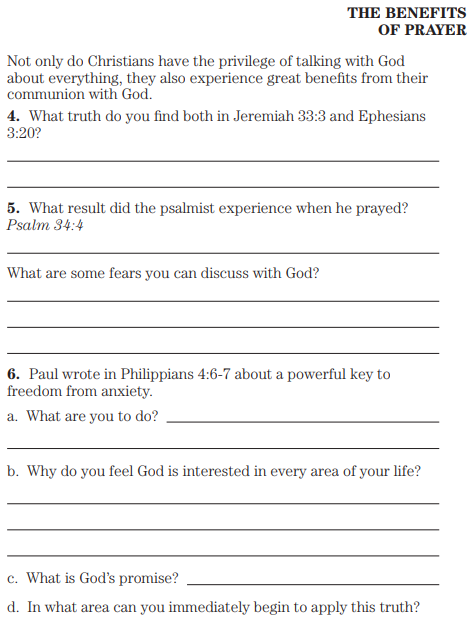 THE BENEFITS
OF PRAYER
Not only do Christians have the privilege of talking with God
about everything, they also experience great benefits from their
communion with God.
4. What truth do you find both in Jeremiah 33:3 and Ephesians
3:20?
5. What result did the psalmist experience when he prayed?
Psalm 34:4
What are some fears you can discuss with God?
6. Paul wrote in Philippians 4:6-7 about a powerful key to
freedom from anxiety.
a. What are you to do?
b. Why do you feel God is interested in every area of your life?
c. What is God’s promise?
d. In what area can you immediately begin to apply this truth?